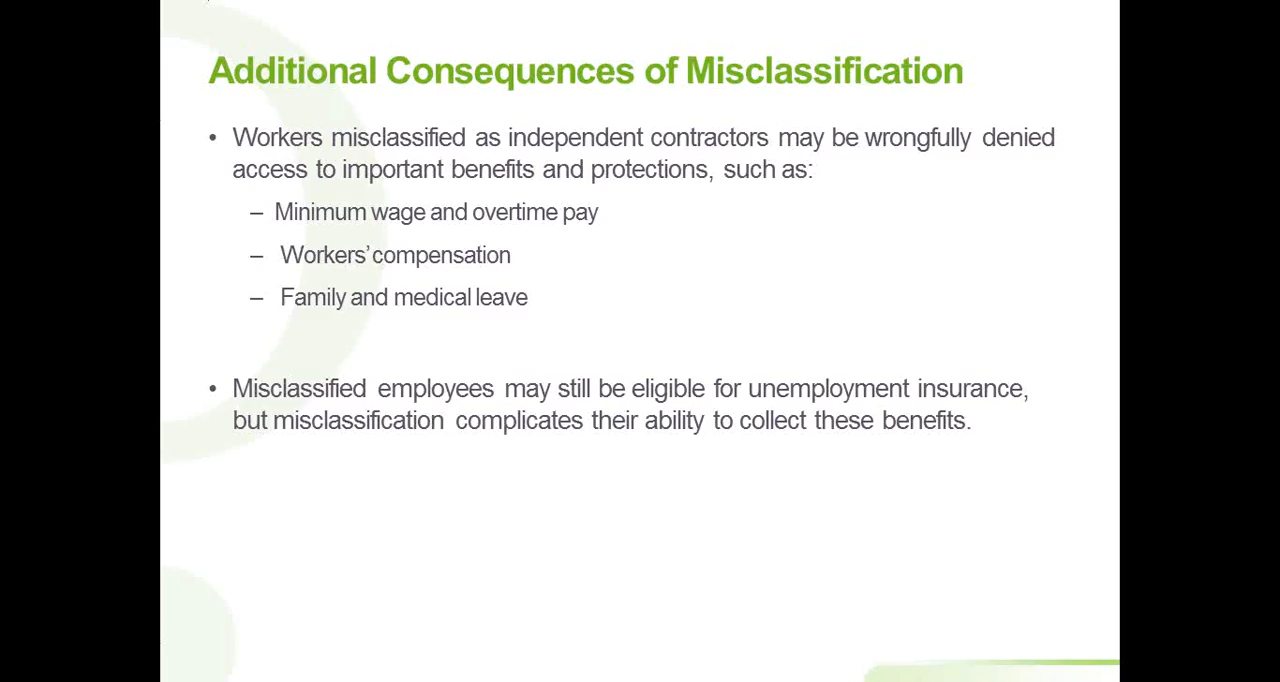 Additional Consequences of Misclassification
• Workers misclassified as independent contractors may be wrongfully denied
access to important benefits and protections, such as:
– Minimum wage and overtime pay
– Workers’ compensation
– Family and medical leave
• Misclassified employees may still be eligible for unemployment insurance,
but misclassification complicates their ability to collect these benefits.